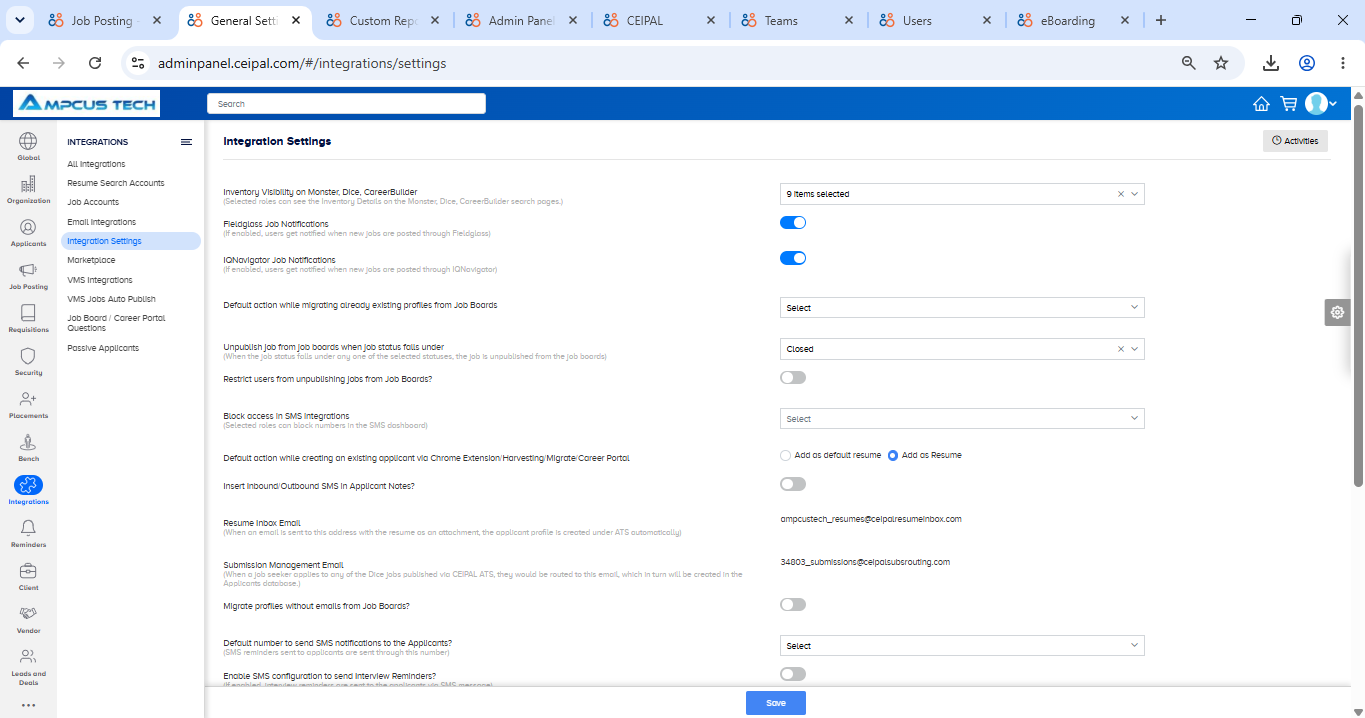 Job Posting -
General Setti
Custom Repo
Admin Panel
CEIPAL
Teams
Users
eBoarding
adminpanel.ceipal.com/#/integrations/settings
AMPCUS TECH
Search
Global
Organization
Applicants
Job Posting
Requisitions
Security
Placements
Bench
Integrations
Reminders
Client
Vendor
Leads and
Deals
INTEGRATIONS
All Integrations
Resume Search Accounts
Job Accounts
Email Integrations
Integration Settings
Marketplace
VMS Integrations
VMS Jobs Auto Publish
Job Board / Career Portal
Questions
Passive Applicants
Integration Settings
Activities
Inventory Visibility on Monster, Dice, CareerBuilder
(Selected roles can see the Inventory Details on the Monster, Dice, CareerBuilder search pages.)
9 items selected
Fieldglass Job Notifications
(If enabled, users get notified when new jobs are posted through Fieldglass)
IQNavigator Job Notifications
(If enabled, users get notified when new jobs are posted through IQNavigator)
Default action while migrating already existing profiles from Job Boards
Select
Unpublish job from job boards when job status falls under
(When the job status falls under any one of the selected statuses, the job is unpublished from the job boards)
Closed
Restrict users from unpublishing jobs from Job Boards?
Block access in SMS Integrations
(Selected roles can block numbers in the SMS dashboard)
Select
Default action while creating an existing applicant via Chrome Extension/Harvesting/Migrate/Career Portal
Add as default resume
Add as Resume
Insert Inbound/Outbound SMS in Applicant Notes?
Resume Inbox Email
(When an email is sent to this address with the resume as an attachment, the applicant profile is created under ATS automatically)
ampcustech_resumes@ceipalresumeinbox.com
Submission Management Email
(When a job seeker applies to any of the Dice jobs published via CEIPAL ATS, they would be routed to this email, which in turn will be created in the
Applicants database.)
34803_submissions@ceipalsubsrouting.com
Migrate profiles without emails from Job Boards?
Default number to send SMS notifications to the Applicants?
(SMS reminders sent to applicants are sent through this number)
Select
Enable SMS configuration to send Interview Reminders?
(If enabled, interview reminders are sent to the applicants via SMS
Save